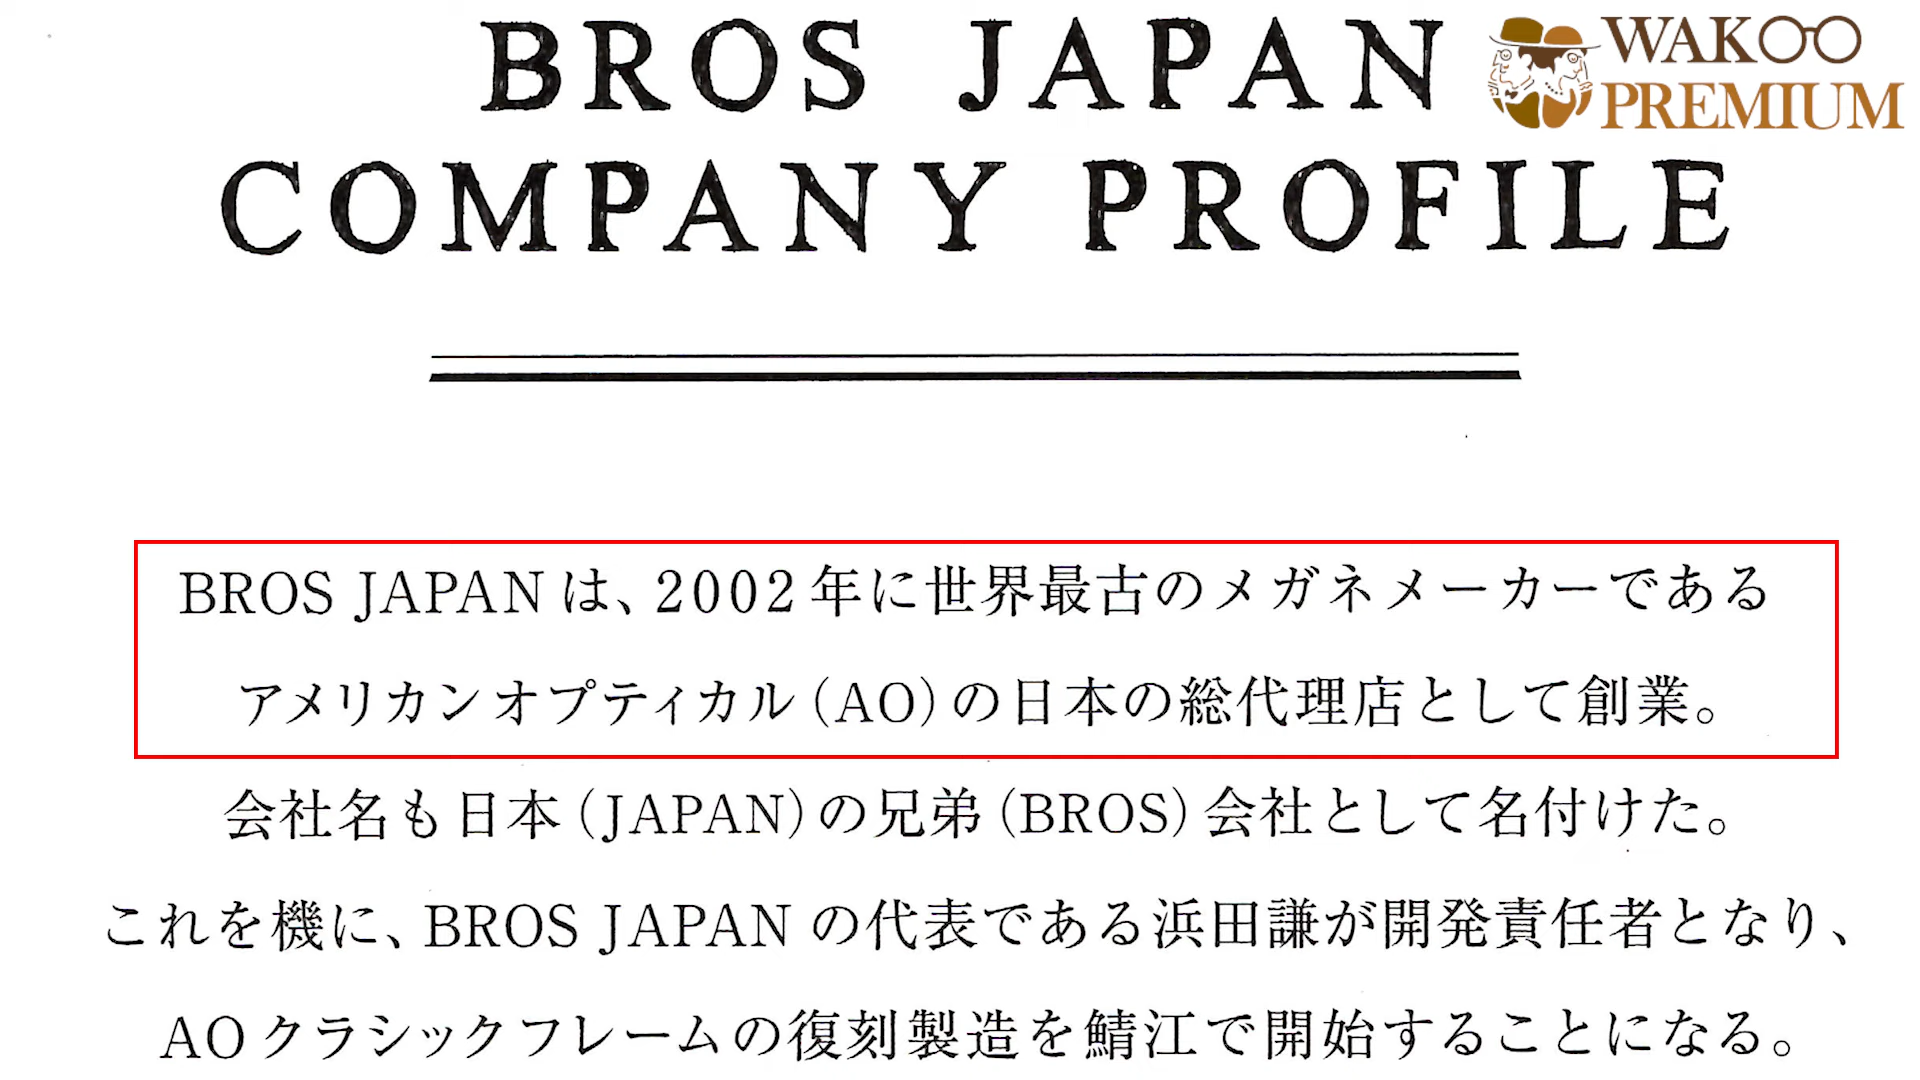 BROS JAPAN
COMPANY PROFILE
WAKOO
PREMIUM
BROS JAPANは、2002年に世界最古のメガネメーカーである
アメリカンオプティカル（AO）の日本の総代理店として創業。
会社名も日本（JAPAN）の兄弟（BROS）会社として名付けた。
これを機に、BROS JAPANの代表である浜田謙が開発責任者となり、
AOクラシックフレームの復刻製造を鯖江で開始することになる。